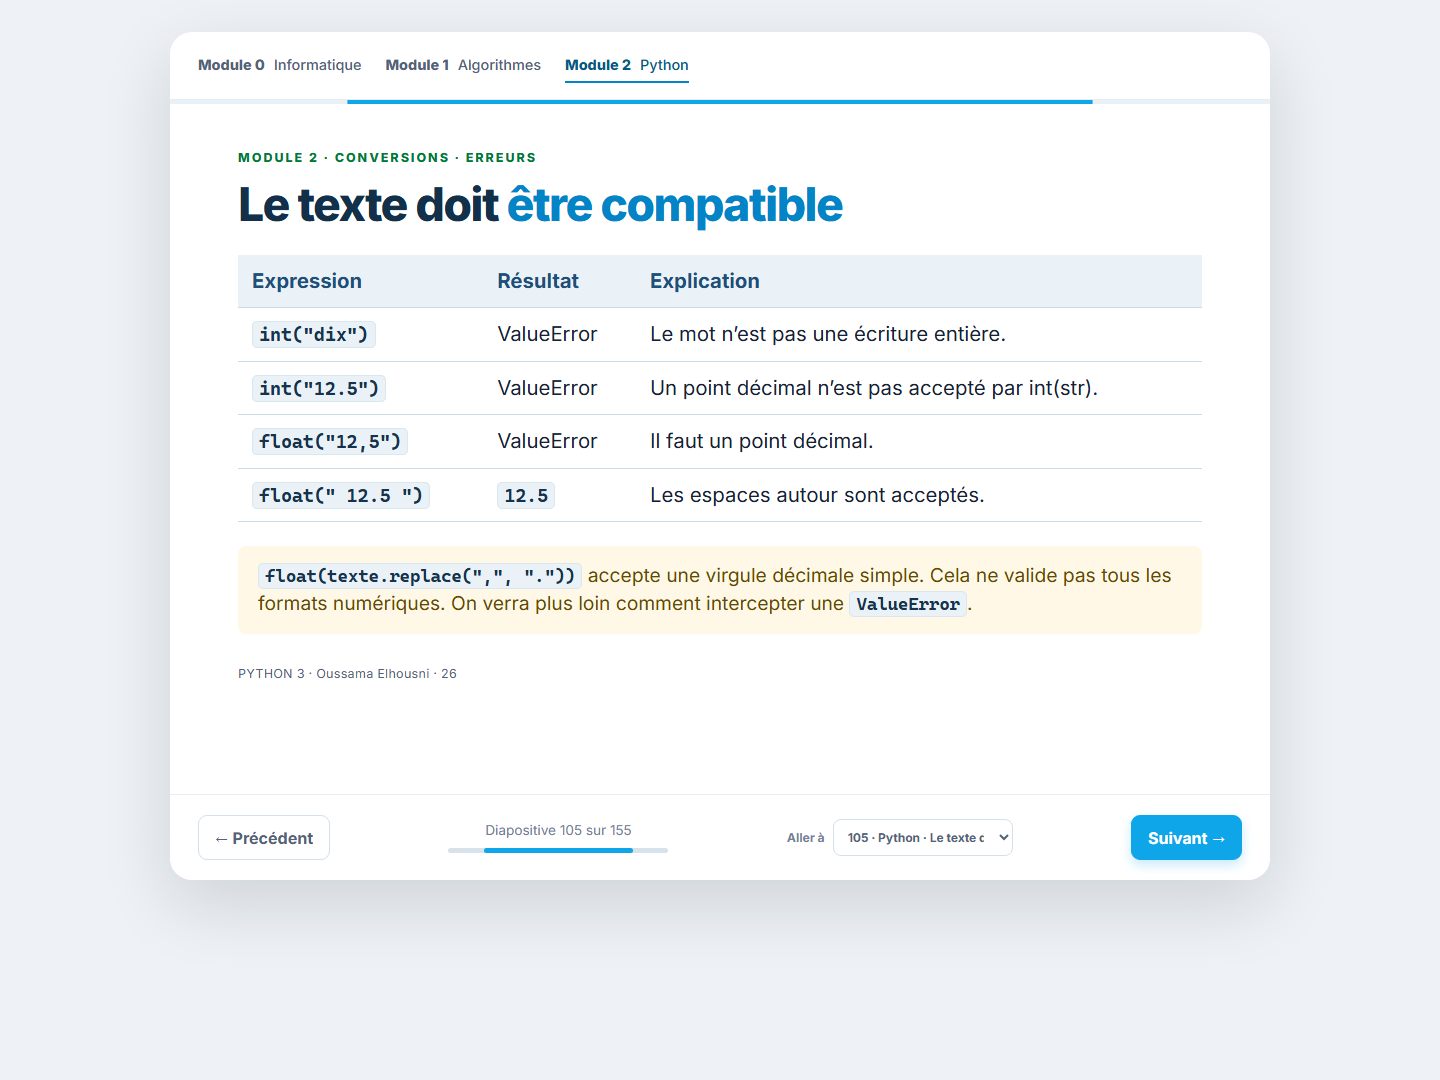 Module 0 Informatique Module 1 Algorithmes Module 2 Python
MODULE 2 · CONVERSIONS · ERREURS
Le texte doit être compatible
Expression Résultat Explication
int("dix") ValueError Le mot n’est pas une écriture entière.
int("12.5") ValueError Un point décimal n’est pas accepté par int(str).
float("12,5") ValueError Il faut un point décimal.
float(" 12.5 ") 12.5 Les espaces autour sont acceptés.
float(texte.replace(",", ".")) accepte une virgule décimale simple. Cela ne valide pas tous les
formats numériques. On verra plus loin comment intercepter une ValueError.
PYTHON 3 · Oussama Elhousni · 26
← Précédent Diapositive 105 sur 155 Aller à 105 · Python · Le texte Suivant →